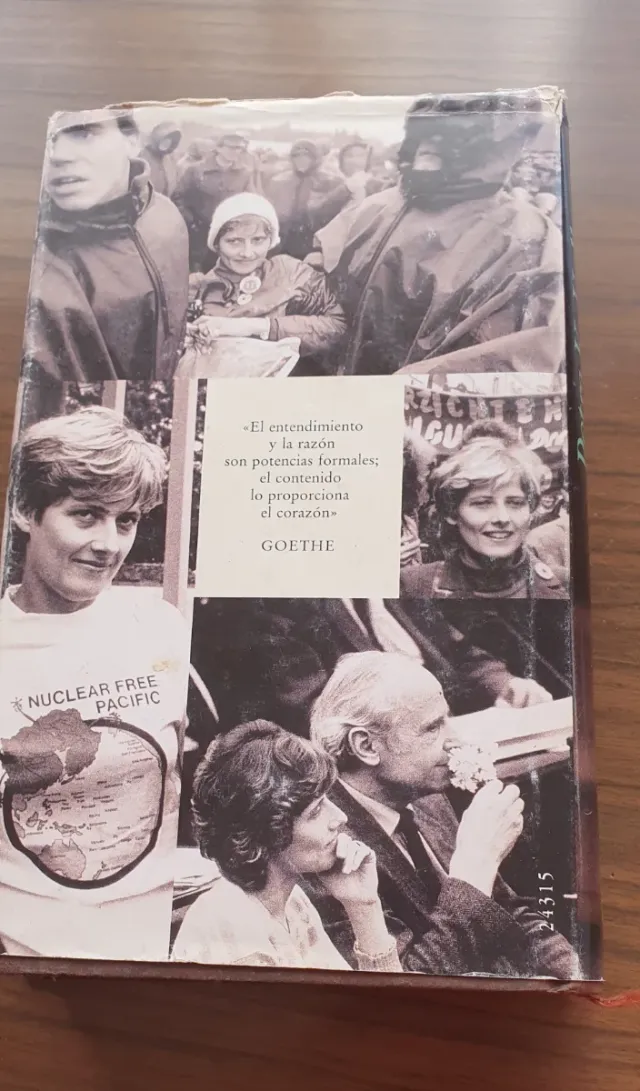 «El entendimiento
y la razón
son potencias formales;
el contenido
lo proporciona
el corazón»
GOETHE
NUCLEAR FREE
PACIFIC
24315